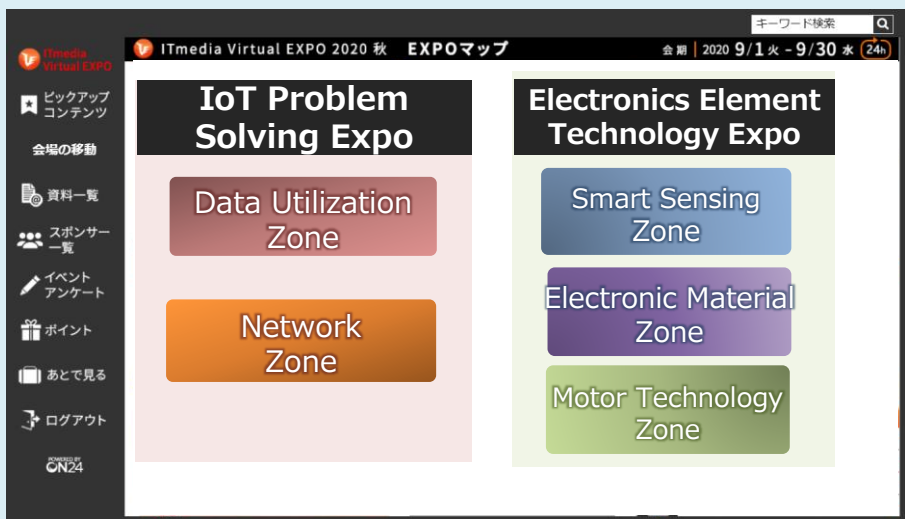 キーワード検索
ITmedia
Virtual EXPO
ITmedia Virtual EXPO 2020 秋 EXPOマップ
会期 2020 9/1 火 - 9/30 水 24h
ピックアップ
コンテンツ
会場の移動
資料一覧
スポンサー
一覧
イベント
アンケート
ポイント
あとで見る
ログアウト
POWERED BY
ON24
IoT Problem
Solving Expo
Data Utilization
Zone
Network
Zone
Electronics Element
Technology Expo
Smart Sensing
Zone
Electronic Material
Zone
Motor Technology
Zone